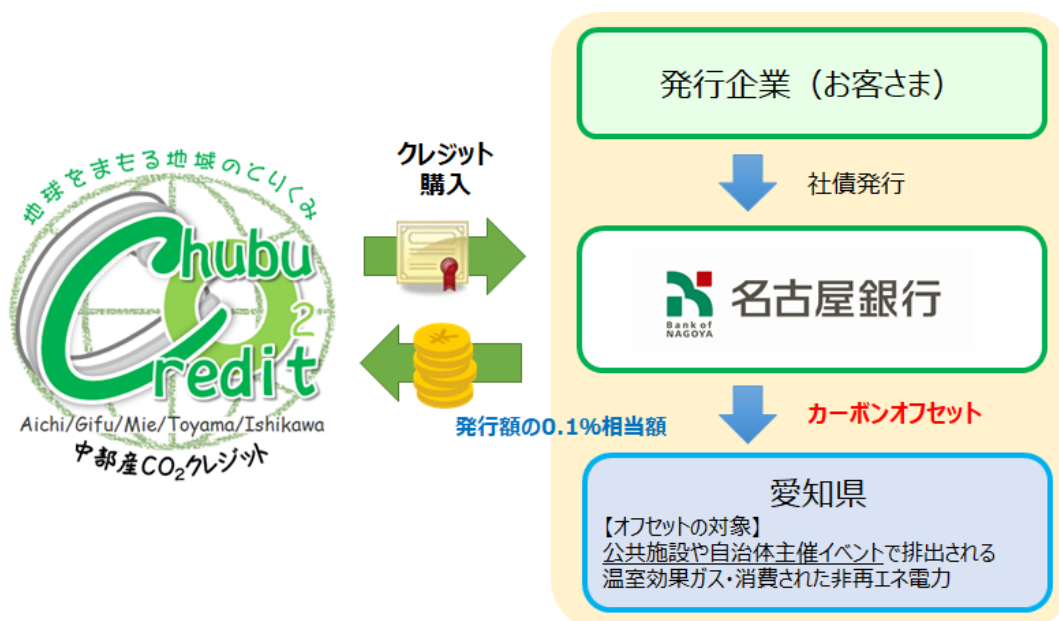 地球をまもる地域のとりくみ
Chubu
CO2
Credit
Aichi/Gifu/Mie/Toyama/Ishikawa
中部産CO2クレジット
クレジット
購入
発行額の0.1%相当額
発行企業（お客さま）
社債発行
Bank of
NAGOYA
名古屋銀行
カーボンオフセット
愛知県
【オフセットの対象】
公共施設や自治体主催イベントで排出される
温室効果ガス・消費された非再エネ電力